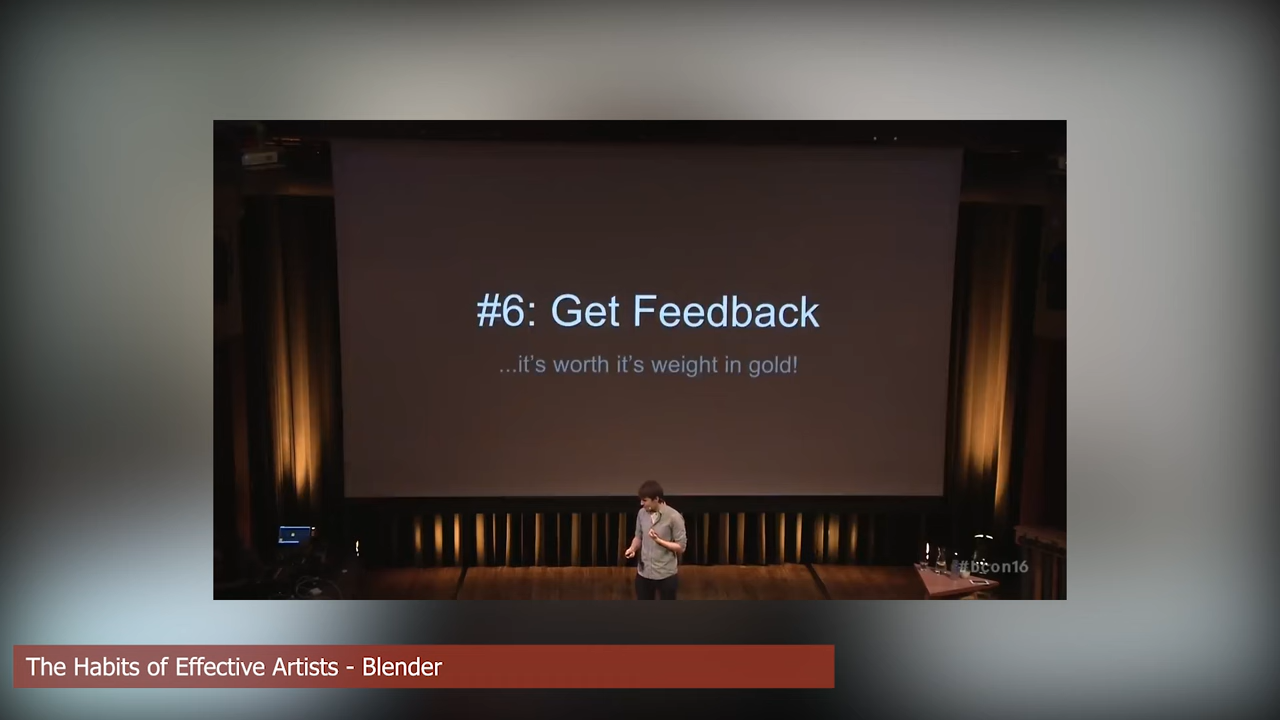 #6: Get Feedback
...it's worth it's weight in gold!
#bcon16
The Habits of Effective Artists - Blender